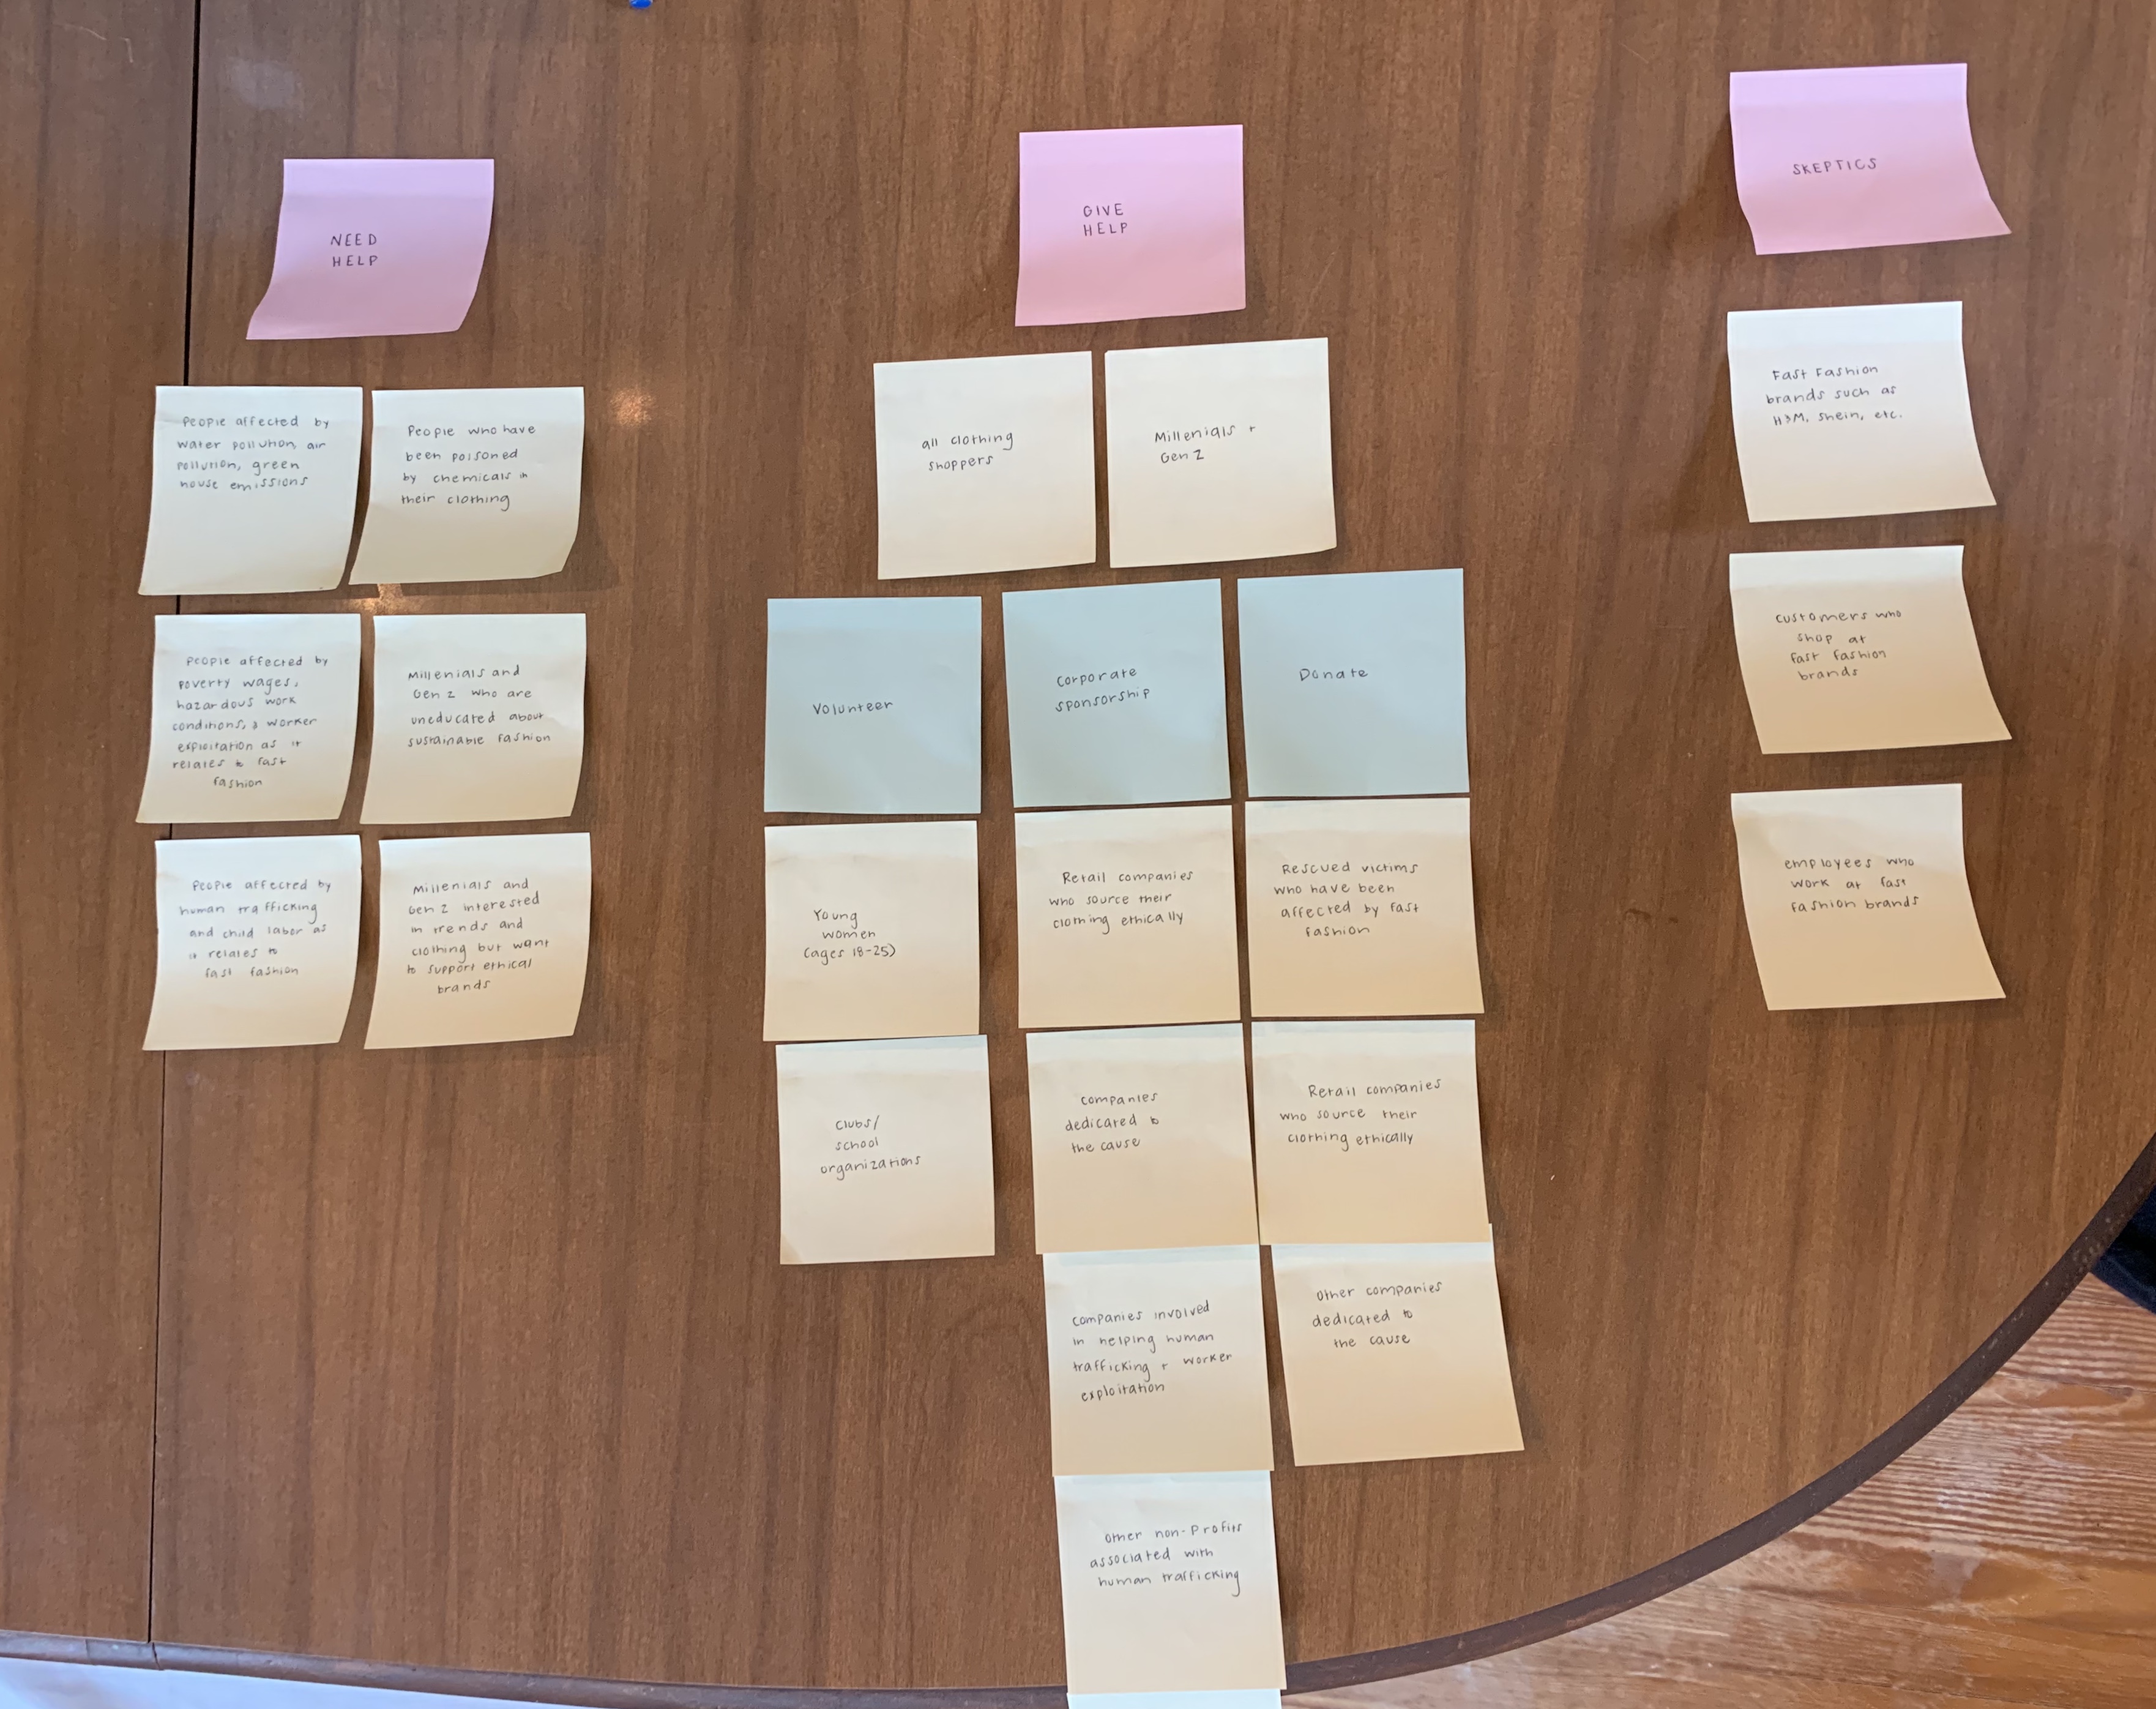 NEED
HELP
People affected by
water pollution, air
pollution, green
house emissions
People who have
been poisoned
by chemicals in
their clothing
People affected by
poverty wages,
hazardous work
conditions, & worker
exploitation as it
relates to fast
fashion
Millenials and
Gen Z who are
uneducated about
sustainable fashion
People affected by
human trafficking
and child labor as
it relates to
fast fashion
Millenials and
Gen Z interested
in trends and
clothing but want
to support ethical
brands
GIVE
HELP
all clothing
shoppers
Millenials +
Gen Z
Volunteer
Young
women
(ages 18-25)
Clubs/
school
organizations
Corporate
sponsorship
Retail companies
who source their
clothing ethically
companies
dedicated to
the cause
companies involved
in helping human
trafficking + worker
exploitation
other non-profits
associated with
human trafficking
Donate
Rescued victims
who have been
affected by fast
fashion
Retail companies
who source their
clothing ethically
Other companies
dedicated to
the cause
SKEPTICS
Fast Fashion
brands such as
H&M, Shein, etc.
customers who
shop at
fast fashion
brands
employees who
work at fast
fashion brands